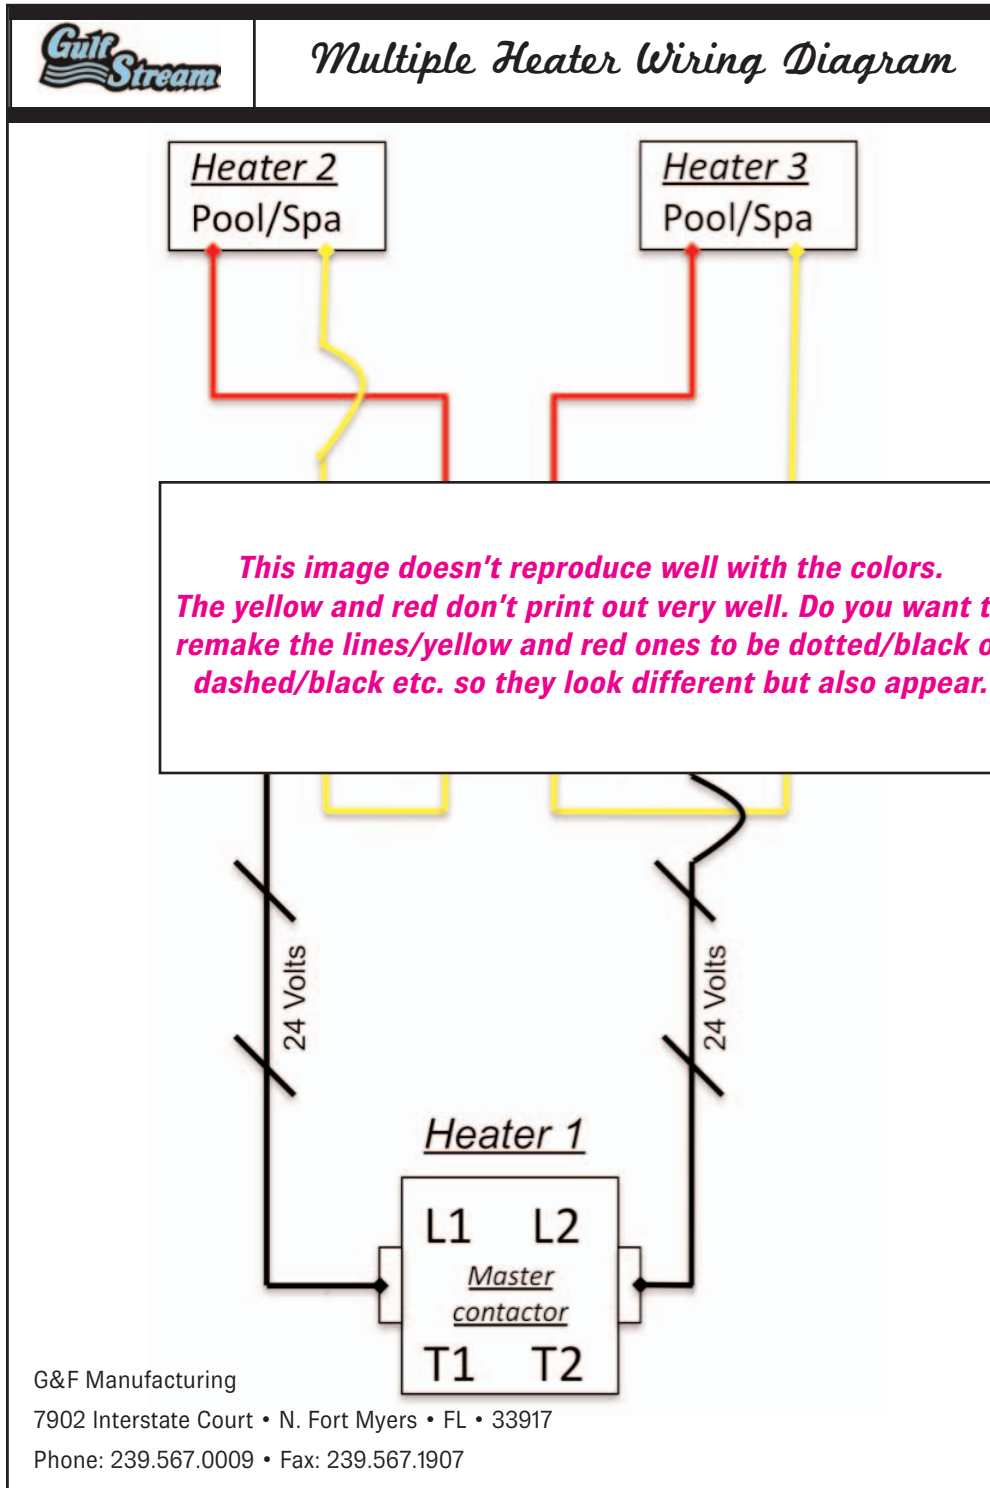 Gulf
Stream
Multiple Heater Wiring Diagram
Heater 2
Pool/Spa
Heater 3
Pool/Spa
This image doesn't reproduce well with the colors.
The yellow and red don't print out very well. Do you want
remake the lines/yellow and red ones to be dotted/black
dashed/black etc. so they look different but also appear.
24 Volts
24 Volts
Heater 1
L1 L2
Master
contactor
T1 T2
G&F Manufacturing
7902 Interstate Court • N. Fort Myers • FL • 33917
Phone: 239.567.0009 • Fax: 239.567.1907